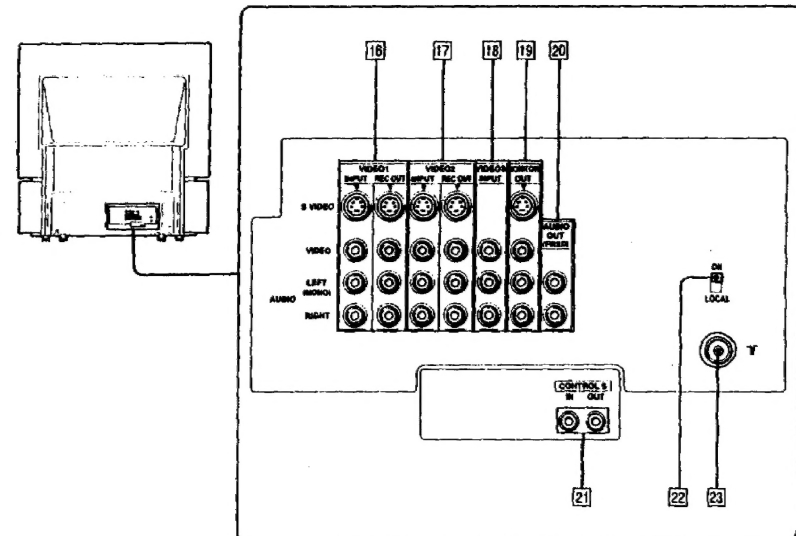 16 17 18 19 20
VIDEO1 VIDEO2 VIDEO3 MONITOR
INPUT REC OUT INPUT REC OUT INPUT OUT
S VIDEO
AUDIO
OUT
VIDEO
LEFT
(MONO)
AUDIO
RIGHT
ON
LOCAL
CONTROL S
IN OUT
21 22 23